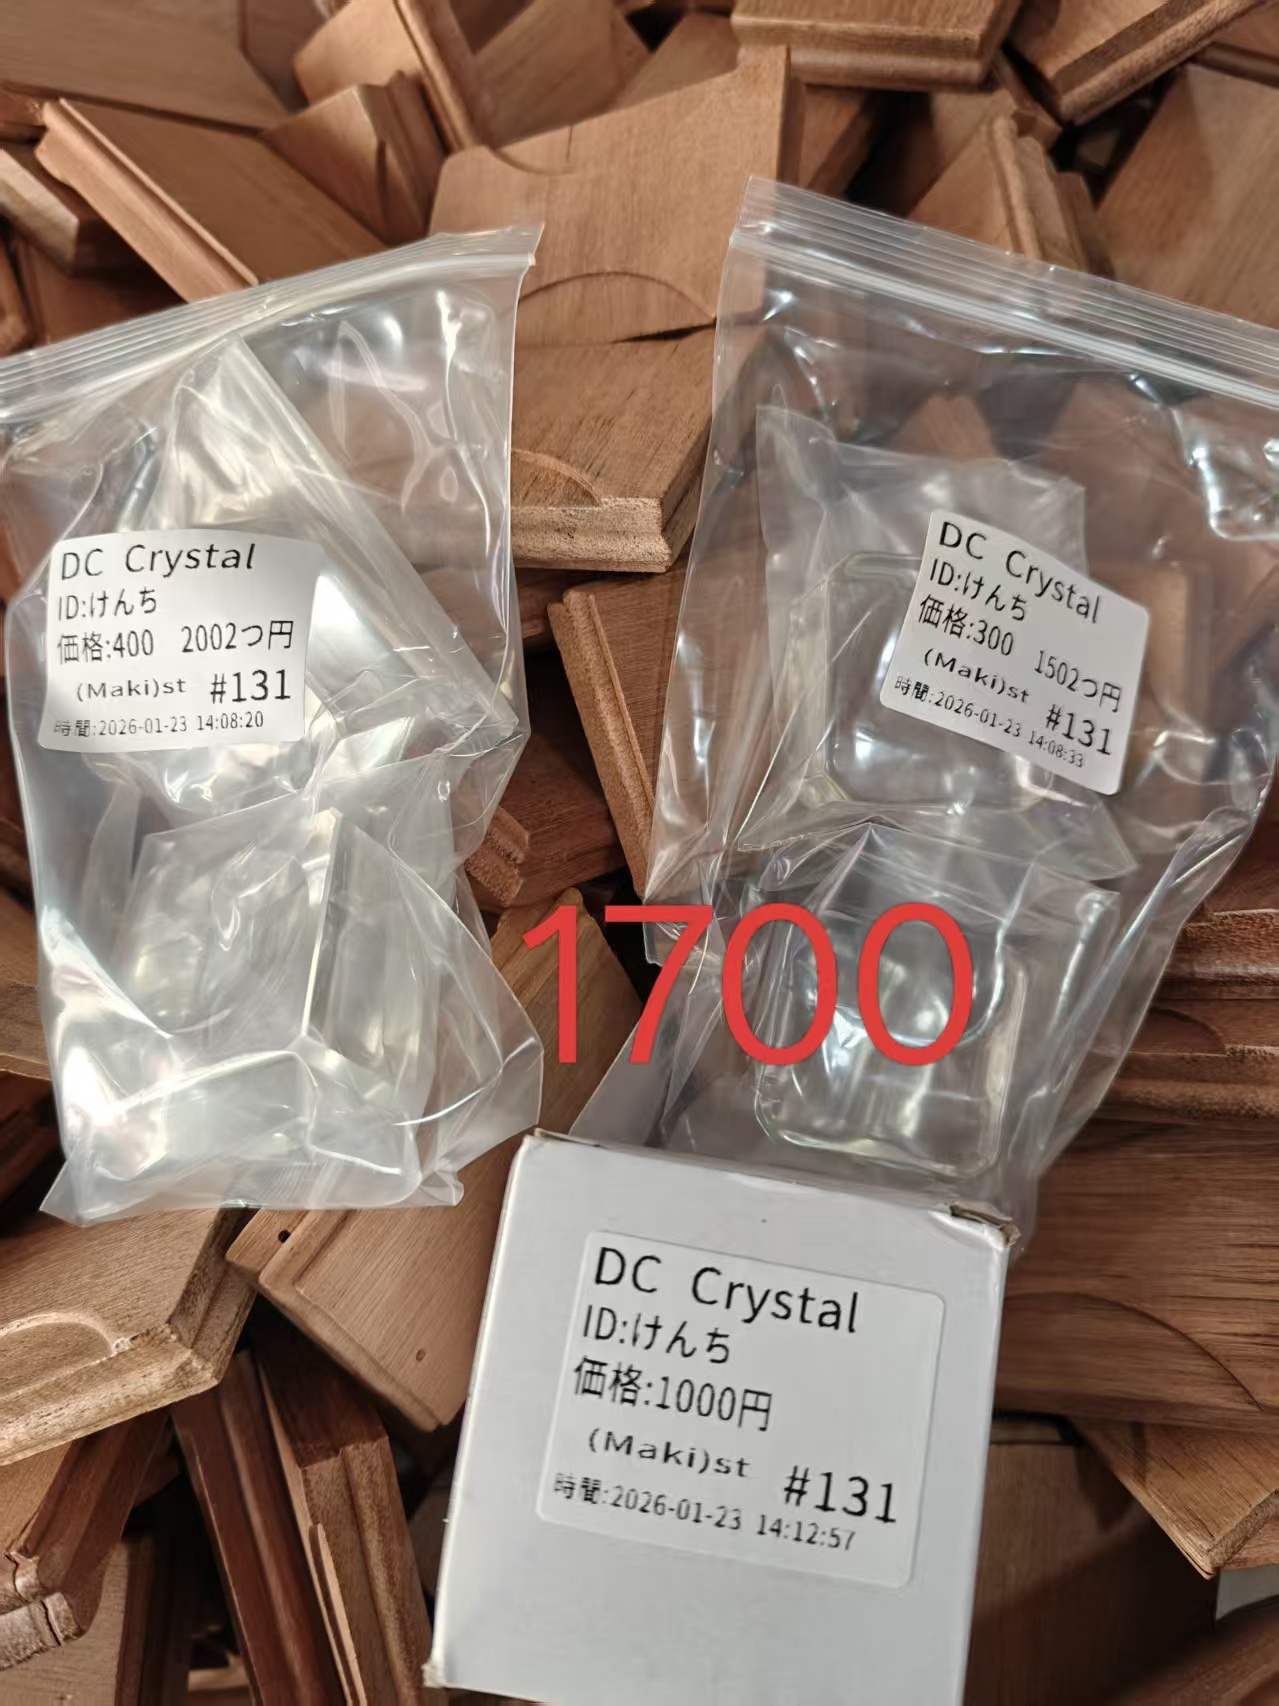 DC Crystal
ID:けんち
価格:400 2002つ円
(Maki)st #131
時間:2026-01-23 14:08:20
DC Crystal
ID:けんち
価格:300 1502つ円
(Maki)st #131
時間:2026-01-23 14:08:33
1700
DC Crystal
ID:けんち
価格:1000円
(Maki)st #131
時間:2026-01-23 14:12:57